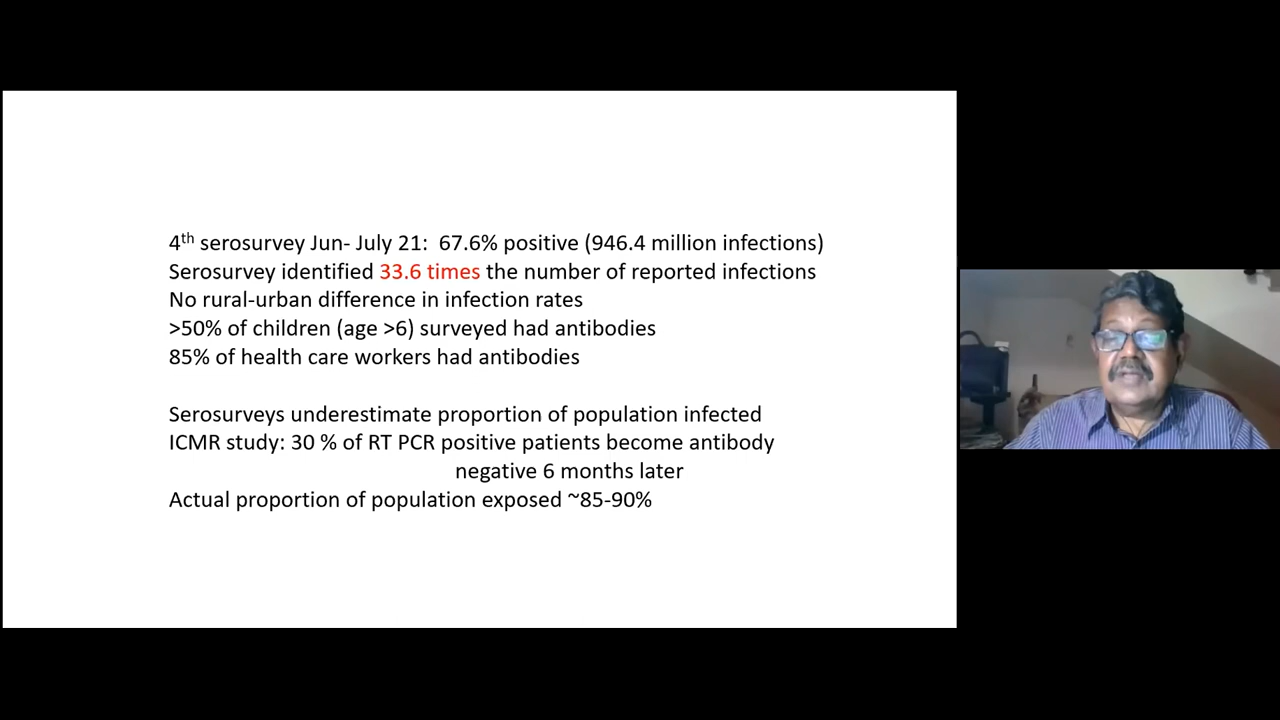 4th serosurvey Jun- July 21: 67.6% positive (946.4 million infections)
Serosurvey identified 33.6 times the number of reported infections
No rural-urban difference in infection rates
>50% of children (age >6) surveyed had antibodies
85% of health care workers had antibodies
Serosurveys underestimate proportion of population infected
ICMR study: 30 % of RT PCR positive patients become antibody
negative 6 months later
Actual proportion of population exposed ~85-90%